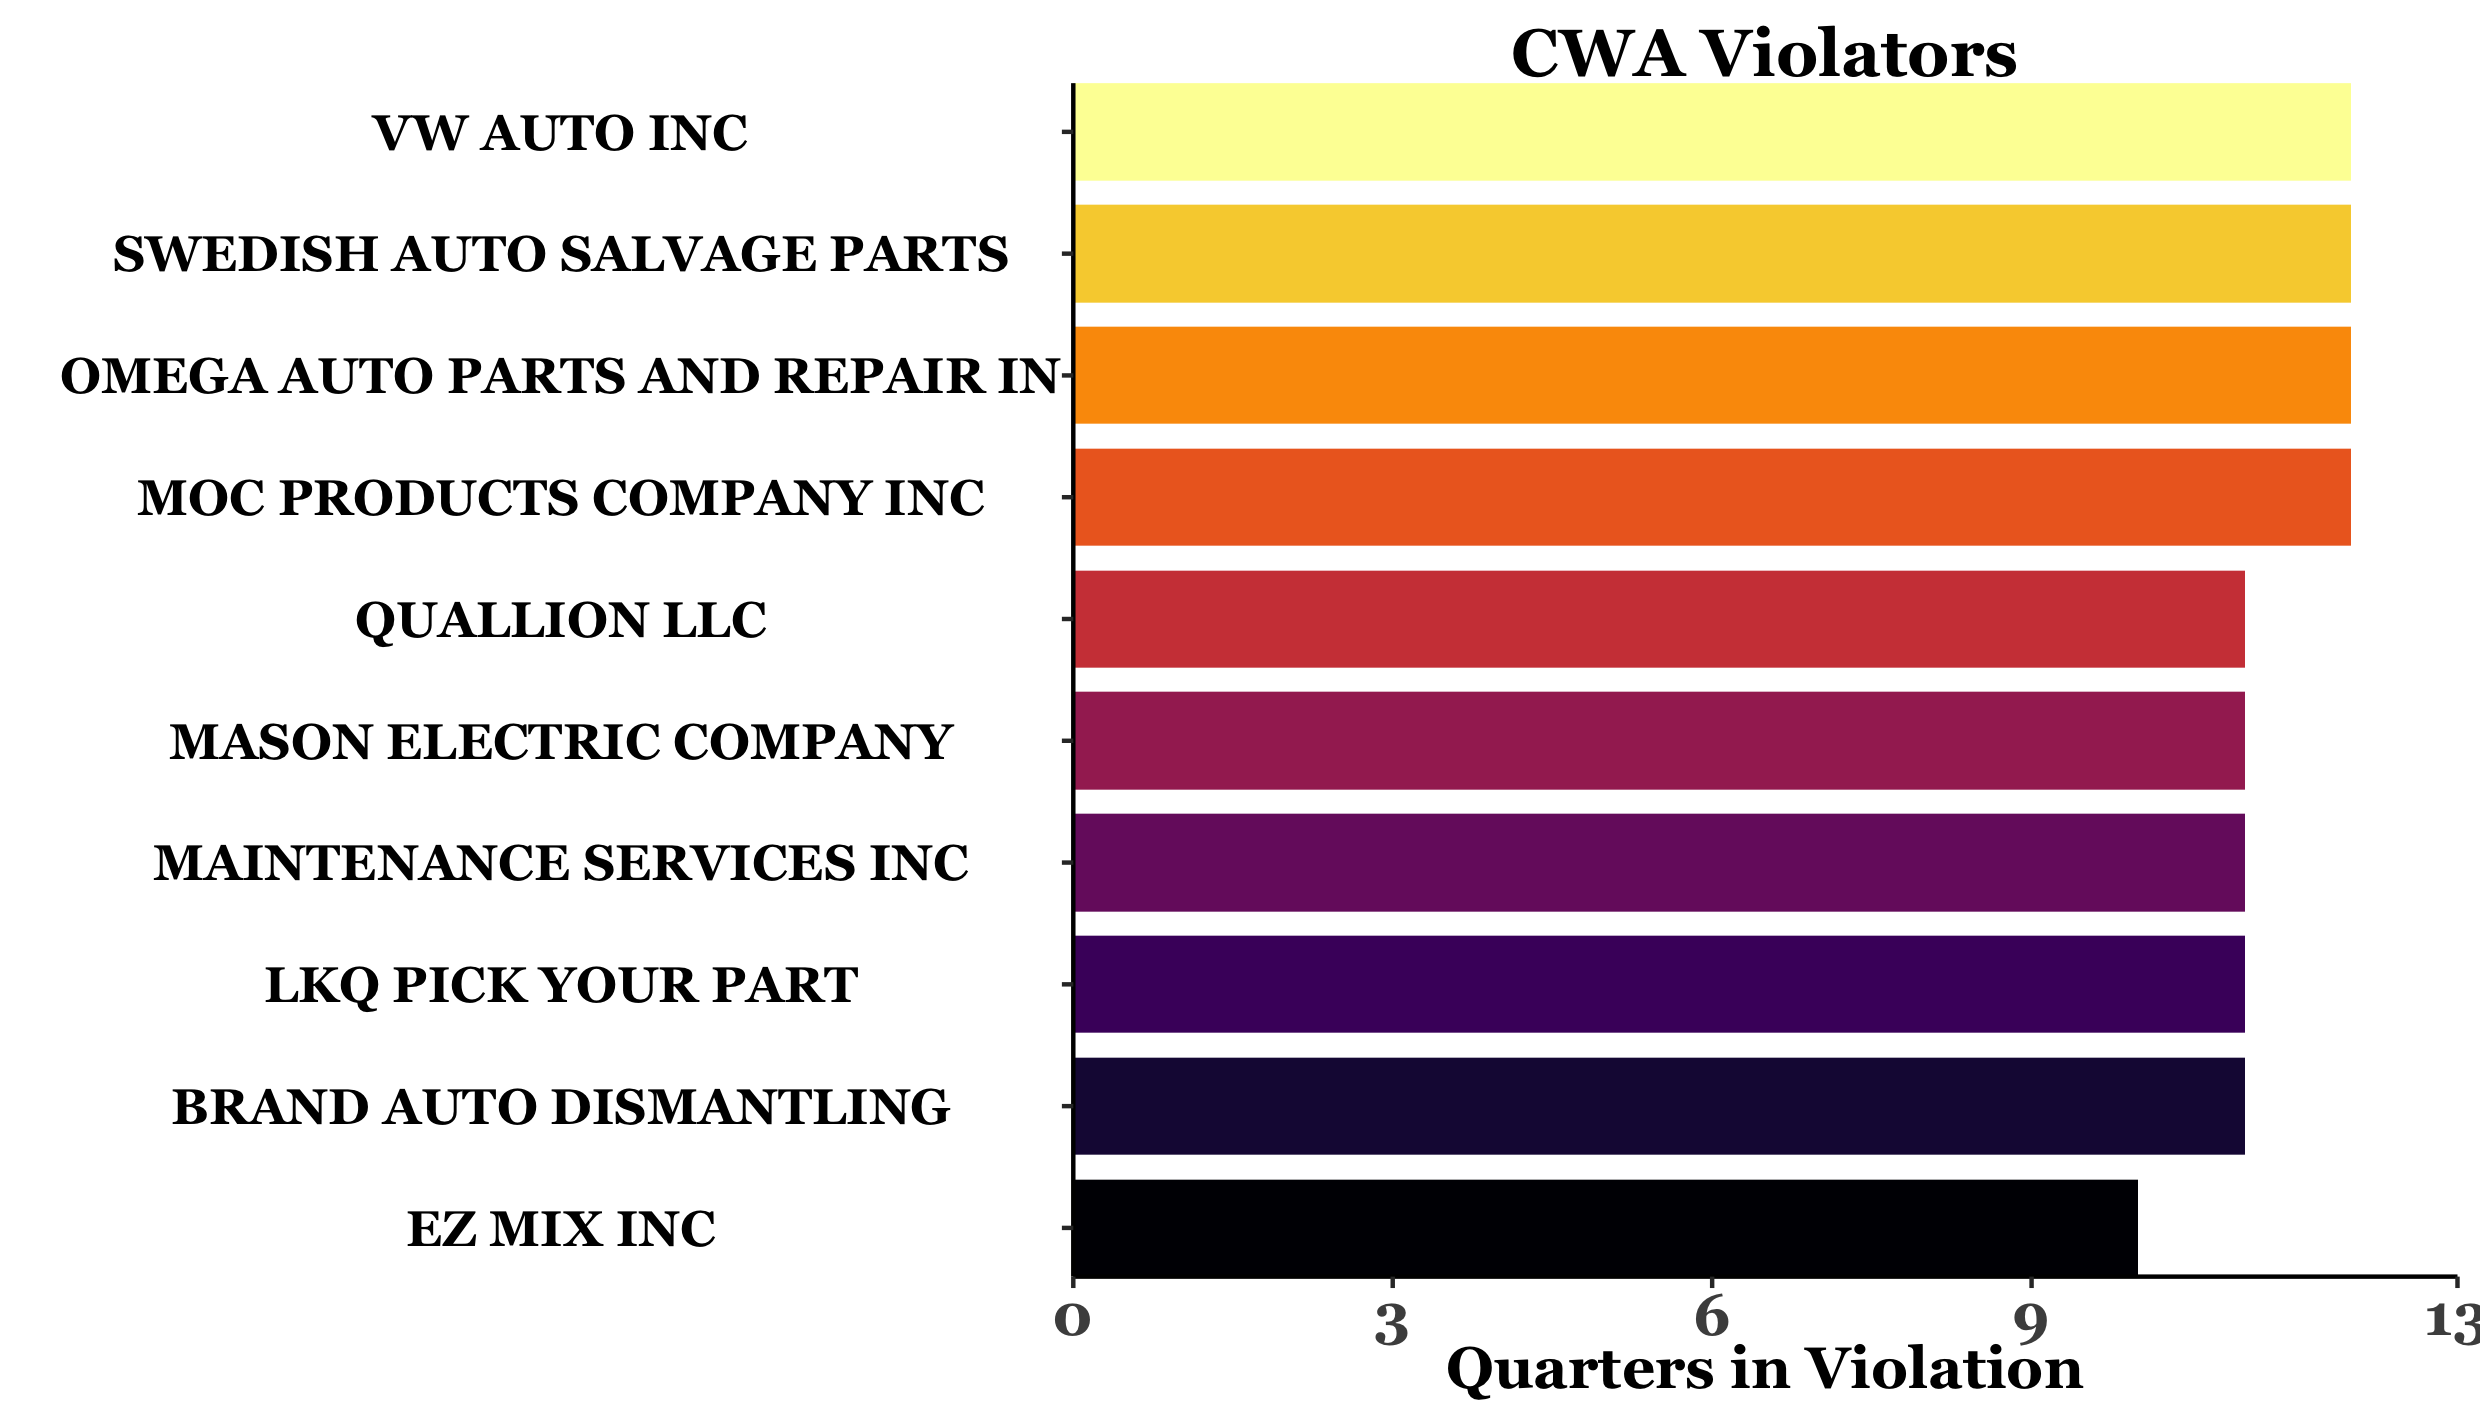 CWA Violators
VW AUTO INC
SWEDISH AUTO SALVAGE PARTS
OMEGA AUTO PARTS AND REPAIR IN
MOC PRODUCTS COMPANY INC
QUALLION LLC
MASON ELECTRIC COMPANY
MAINTENANCE SERVICES INC
LKQ PICK YOUR PART
BRAND AUTO DISMANTLING
EZ MIX INC
0 3 6 9 13
Quarters in Violation